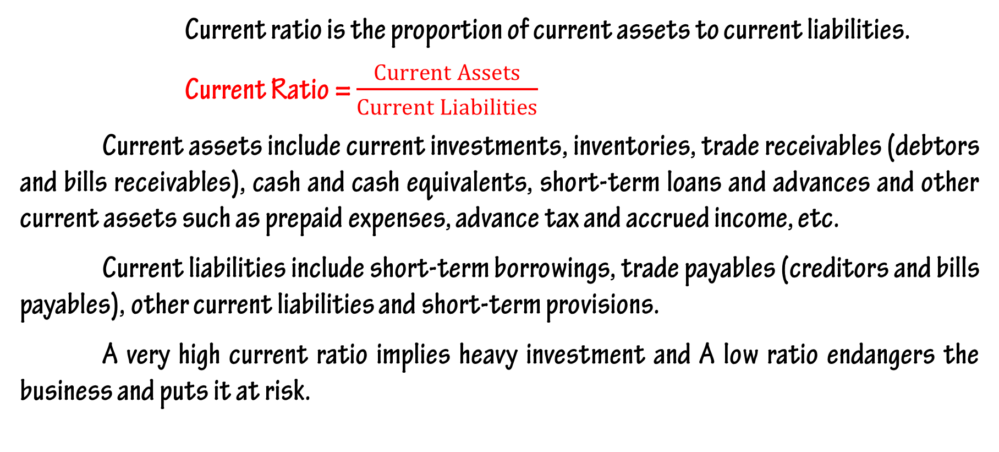 Current ratio is the proportion of current assets to current liabilities.
Current Ratio = Current Assets
Current Liabilities
Current assets include current investments, inventories, trade receivables (debtors
and bills receivables), cash and cash equivalents, short-term loans and advances and other
current assets such as prepaid expenses, advance tax and accrued income, etc.
Current liabilities include short-term borrowings, trade payables (creditors and bills
payables), other current liabilities and short-term provisions.
A very high current ratio implies heavy investment and A low ratio endangers the
business and puts it at risk.